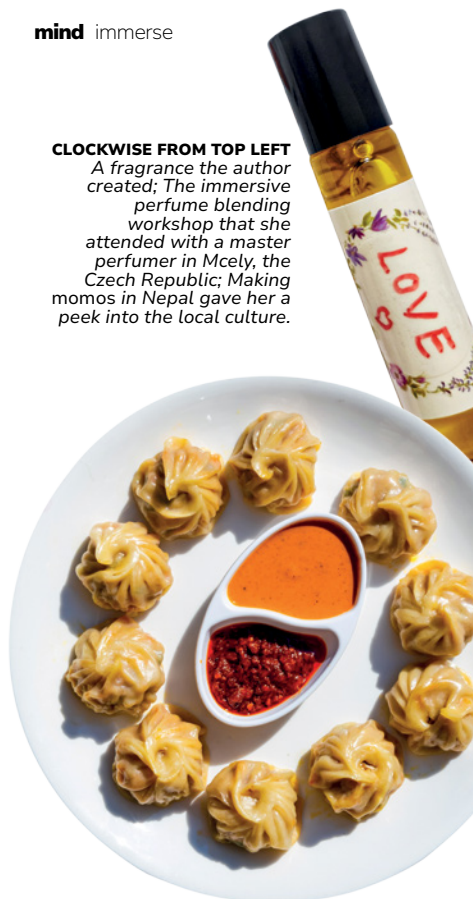 mind immerse
CLOCKWISE FROM TOP LEFT
A fragrance the author
created; The immersive
perfume blending
workshop that she
attended with a master
perfumer in Mcely, the
Czech Republic; Making
momos in Nepal gave her a
peek into the local culture.
LOVE